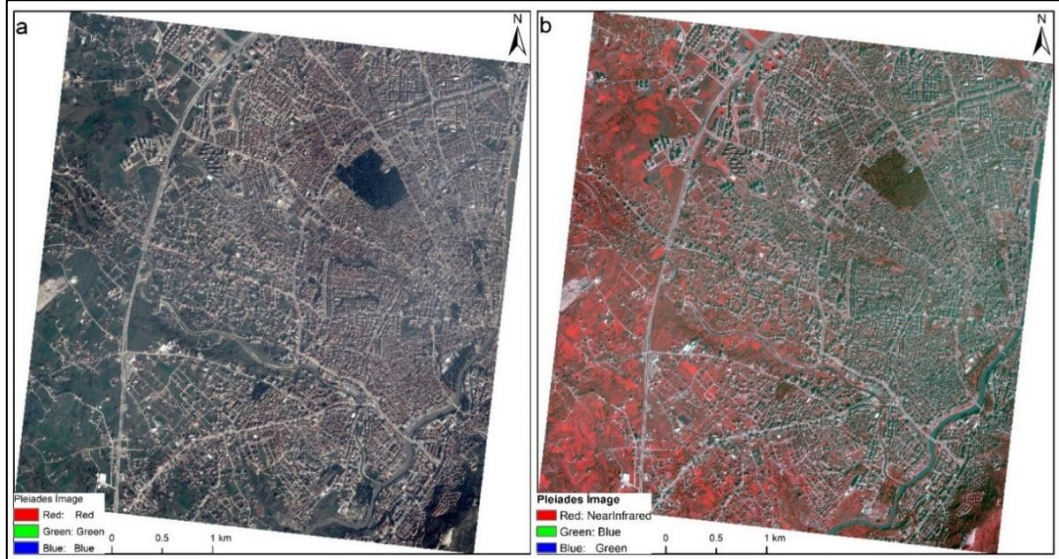 a
N
Pleiades Image
Red: Red
Green: Green
Blue: Blue
0 0.5 1 km
b
N
Pleiades Image
Red: NearInfrared
Green: Blue
Blue: Green
0 0.5 1 km